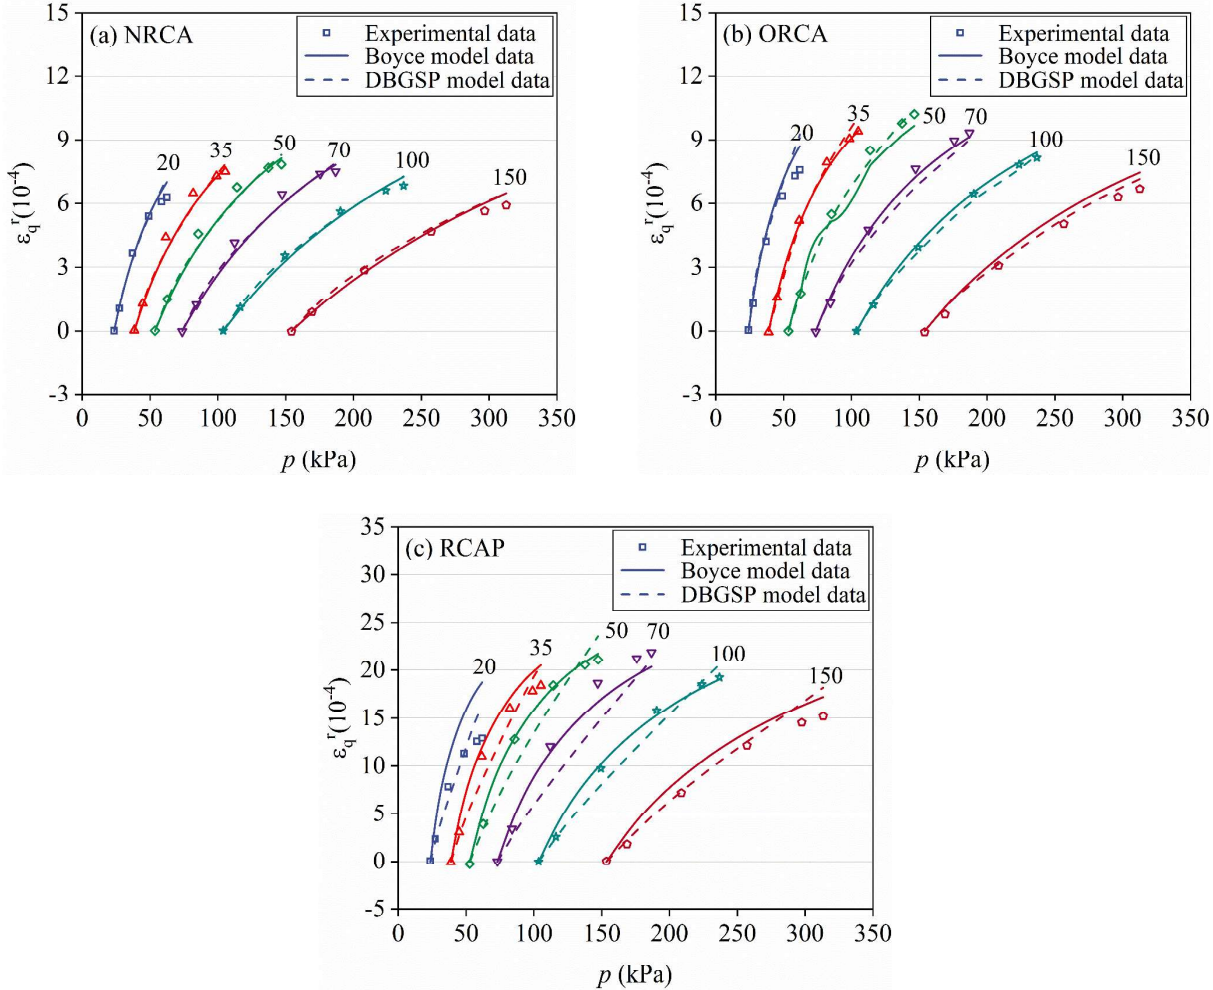 (a) NRCA
Experimental data
Boyce model data
DBGSP model data
15
12
9
6
3
0
-3
εqʳ(10⁻⁴)
20
35
50
70
100
150
0 50 100 150 200 250 300 350
p (kPa)
(b) ORCA
Experimental data
Boyce model data
DBGSP model data
15
12
9
6
3
0
-3
εqʳ(10⁻⁴)
20
35
50
70
100
150
0 50 100 150 200 250 300 350
p (kPa)
(c) RCAP
Experimental data
Boyce model data
DBGSP model data
35
30
25
20
15
10
5
0
-5
εqʳ(10⁻⁴)
20
35
50
70
100
150
0 50 100 150 200 250 300 350
p (kPa)